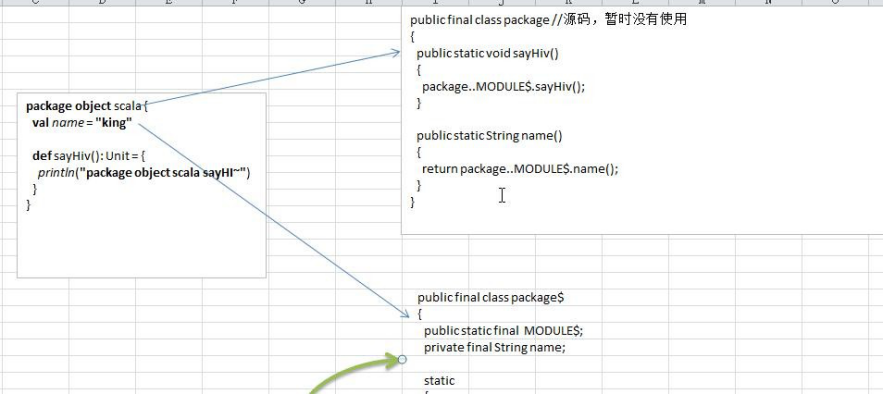 package object scala{
val name = "king"
def sayHiv(): Unit = {
println("package object scala sayHI~")
}
}
public final class package //源码，暂时没有使用
{
public static void sayHiv()
{
package..MODULE$.sayHiv();
}
public static String name()
{
return package..MODULE$.name();
}
}
public final class package$
{
public static final MODULE$;
private final String name;
static